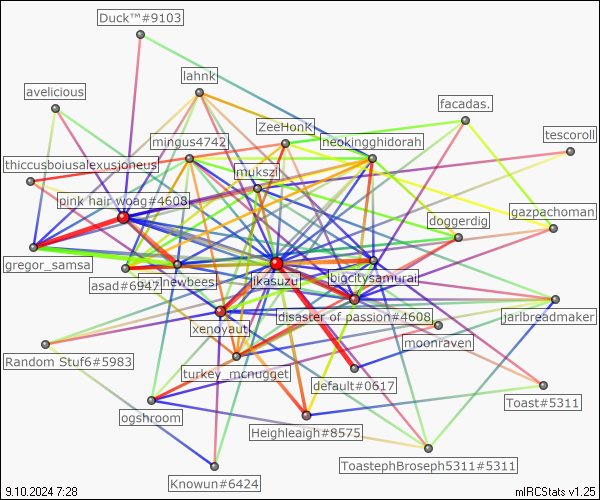 Duck™#9103
lahnk
avelicious
facadas.
ZeeHonK
mingus4742
neokingghidorah
tescoroll
thiccusboiusalexusjoneus
mukszi
pink hair woag#4608
gazpachoman
doggerdig
gregor_samsa
asad#6947
newbees
jkasuzu
bigcitysamurai
xenovaut
disaster of passion#4608
jarlbreadmaker
moonraven
Random Stuf6#5983
turkey_mcnugget
default#0617
ogshroom
Toast#5311
Heighleaigh#8575
ToastephBroseph5311#5311
Knowun#6424
9.10.2024 7:28
mIRCStats v1.25